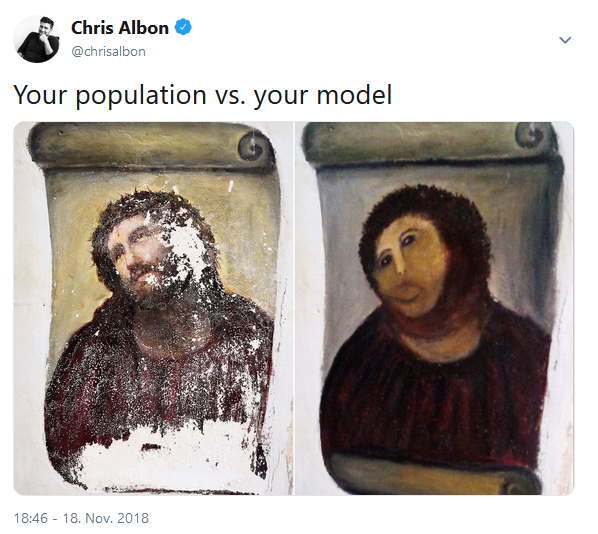 Chris Albon
@chrisalbon
Your population vs. your model
18:46 - 18. Nov. 2018